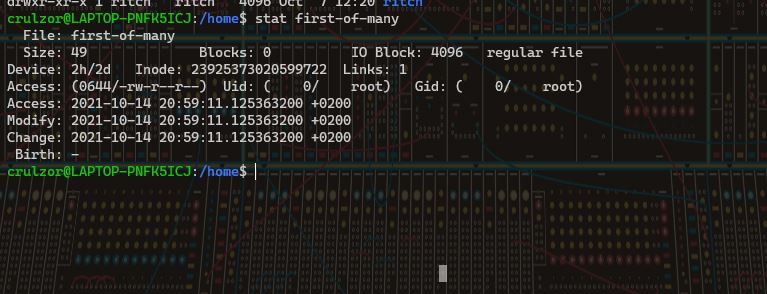 drwxr-xr-x 1 ritch   ritch   4096 Oct  7 12:20 ritch
crulzor@LAPTOP-PNFK5ICJ:/home$ stat first-of-many
  File: first-of-many
  Size: 49              Blocks: 0          IO Block: 4096   regular file
Device: 2h/2d   Inode: 23925373020599722  Links: 1
Access: (0644/-rw-r--r--)  Uid: (    0/    root)   Gid: (    0/    root)
Access: 2021-10-14 20:59:11.125363200 +0200
Modify: 2021-10-14 20:59:11.125363200 +0200
Change: 2021-10-14 20:59:11.125363200 +0200
 Birth: -
crulzor@LAPTOP-PNFK5ICJ:/home$